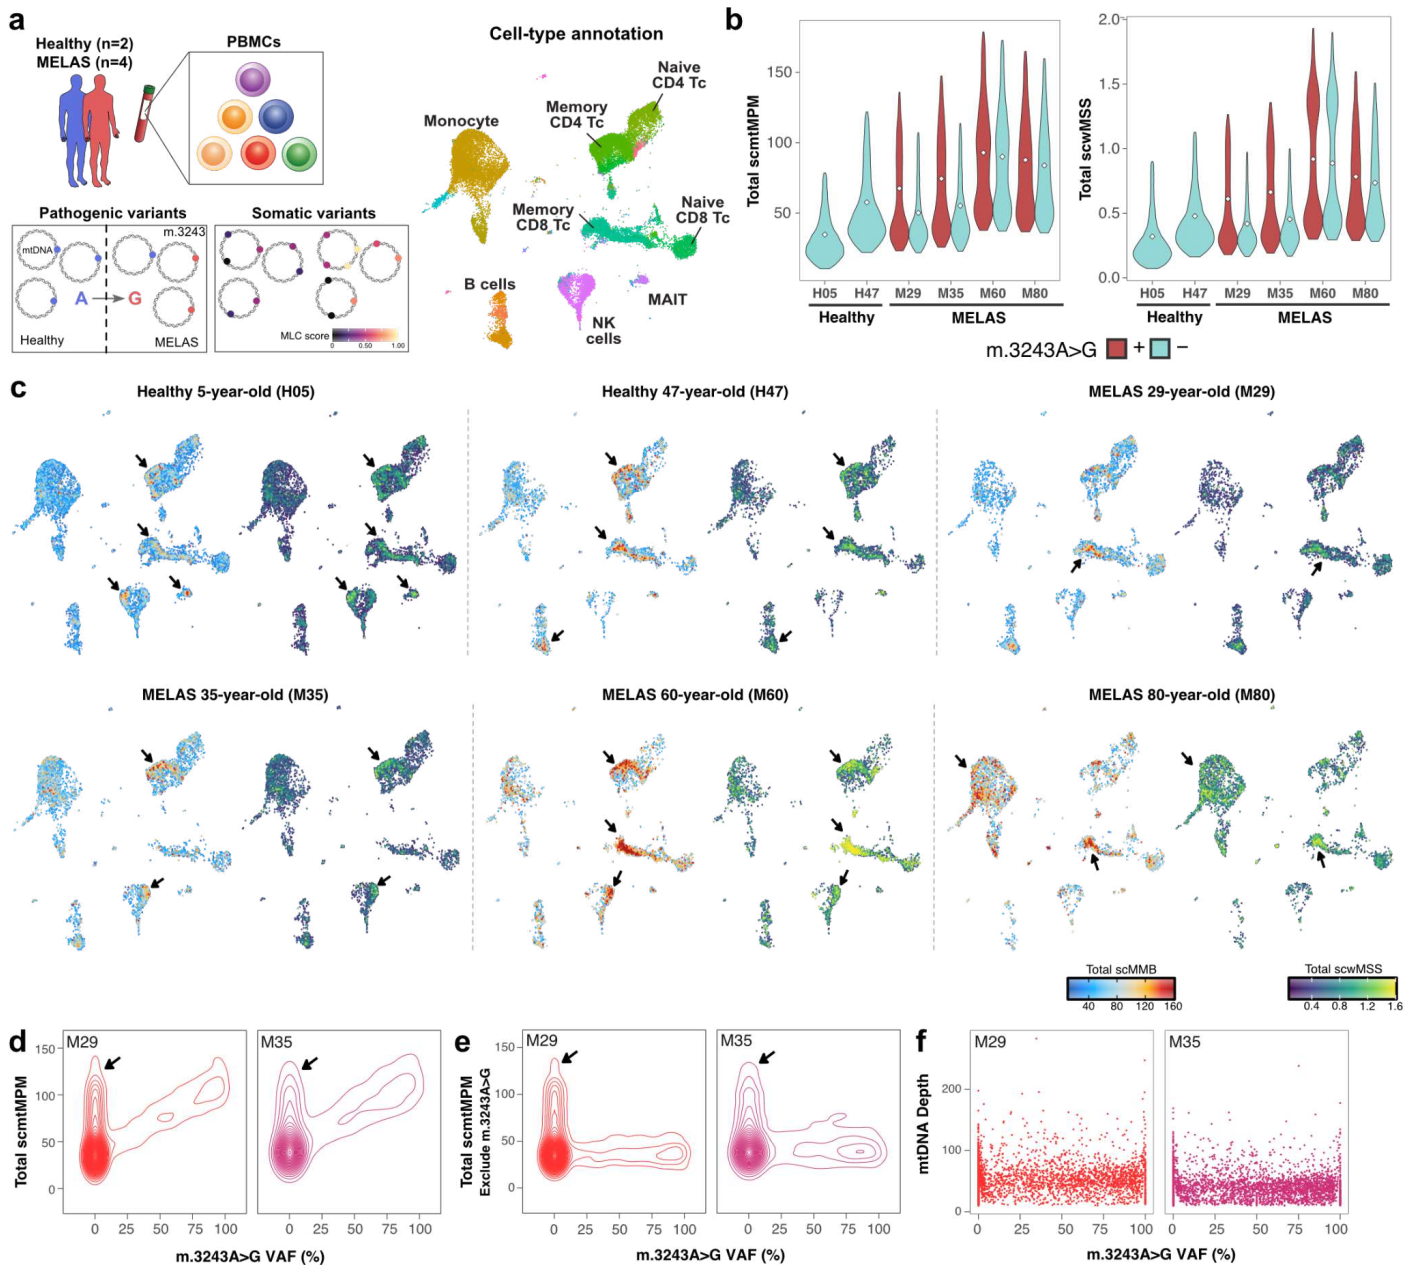 a
Healthy (n=2)
MELAS (n=4)
PBMCs
Pathogenic variants
m.3243
mtDNA
A
G
Healthy
MELAS
Somatic variants
MLC score
0
0.50
1.00
Cell-type annotation
Monocyte
Naive
CD4 Tc
Memory
CD4 Tc
Memory
CD8 Tc
Naive
CD8 Tc
B cells
NK
cells
MAIT
b
Total scmtMPM
150
100
50
H05
H47
M29
M35
M60
M80
Healthy
MELAS
Total scwMSS
2.0
1.5
1.0
0.5
0.0
H05
H47
M29
M35
M60
M80
Healthy
MELAS
m.3243A>G + −
c
Healthy 5-year-old (H05)
Healthy 47-year-old (H47)
MELAS 29-year-old (M29)
MELAS 35-year-old (M35)
MELAS 60-year-old (M60)
MELAS 80-year-old (M80)
Total scMMB
40 80 120 160
Total scwMSS
0.4 0.8 1.2 1.6
d
Total scmtMPM
150
100
50
0
M29
M35
0 25 50 75 100
0 25 50 75 100
m.3243A>G VAF (%)
e
Total scmtMPM
Exclude m.3243A>G
150
100
50
0
M29
M35
0 25 50 75 100
0 25 50 75 100
m.3243A>G VAF (%)
f
mtDNA Depth
200
100
0
M29
M35
0 25 50 75 100
0 25 50 75 100
m.3243A>G VAF (%)